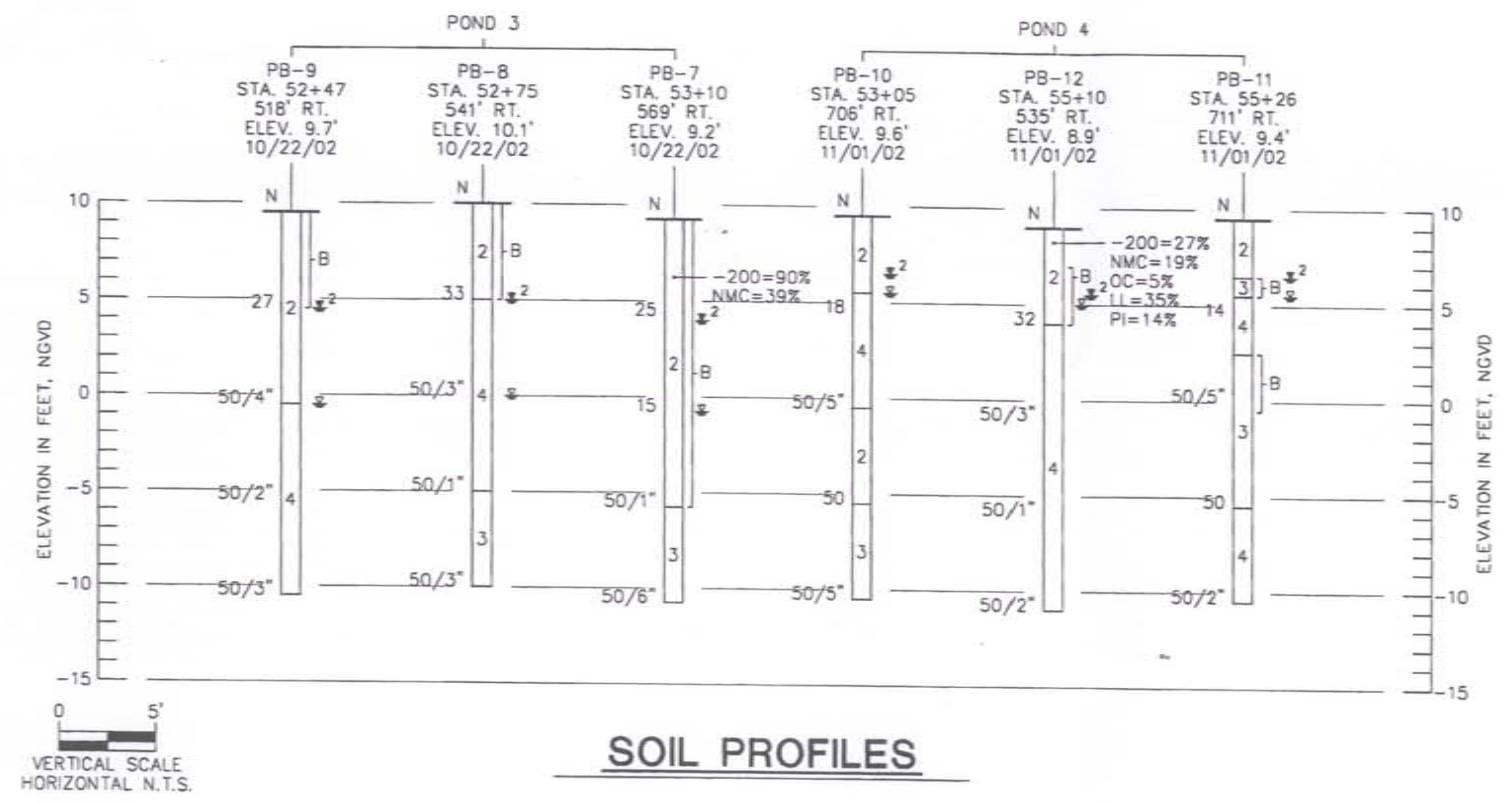 POND 3
POND 4
PB-9
STA. 52+47
518' RT.
ELEV. 9.7'
10/22/02
PB-8
STA. 52+75
541' RT.
ELEV. 10.1'
10/22/02
PB-7
STA. 53+10
569' RT.
ELEV. 9.2'
10/22/02
PB-10
STA. 53+05
706' RT.
ELEV. 9.6'
11/01/02
PB-12
STA. 55+10
535' RT.
ELEV. 8.9'
11/01/02
PB-11
STA. 55+26
711' RT.
ELEV. 9.4'
11/01/02
ELEVATION IN FEET, NGVD
10
5
0
-5
-10
-15
N
B
27
2
2
50/4"
50/2"
4
50/3"
N
2
B
33
2
50/3"
4
50/1"
3
50/3"
N
-200=90%
NMC=39%
25
2
2
B
15
50/1"
3
50/6"
N
2
2
18
4
50/5"
2
50
3
50/5"
N
-200=27%
NMC=19%
OC=5%
LL=35%
PI=14%
2
B
2
32
50/3"
4
50/1"
50/2"
N
2
2
3
B
14
4
B
50/5"
3
50
4
50/2"
10
5
0
-5
-10
-15
ELEVATION IN FEET, NGVD
0 5'
VERTICAL SCALE
HORIZONTAL N.T.S.
SOIL PROFILES